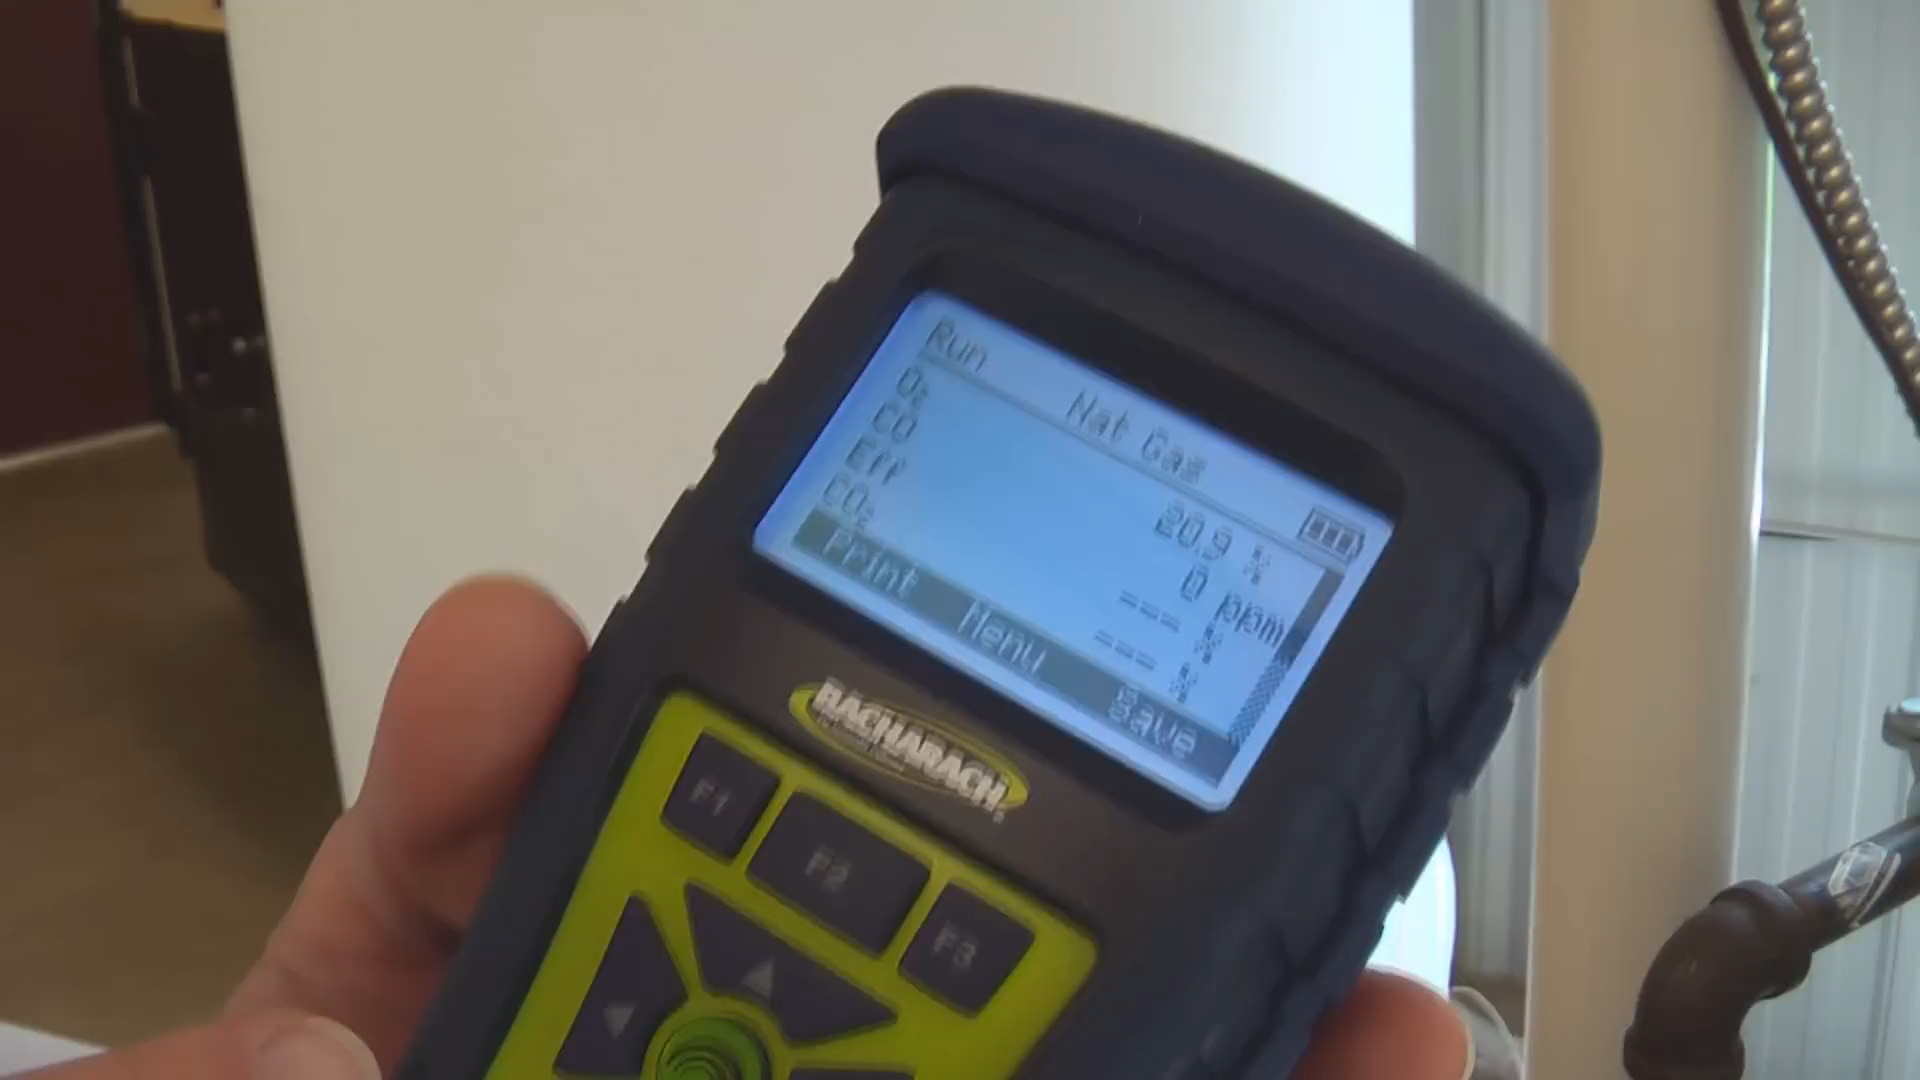 Run Nat Gas
O₂ 20.9 %
CO 0 ppm
Eff --- %
CO₂ --- %
Print Menu Save
BACHARACH
F1 F2 F3